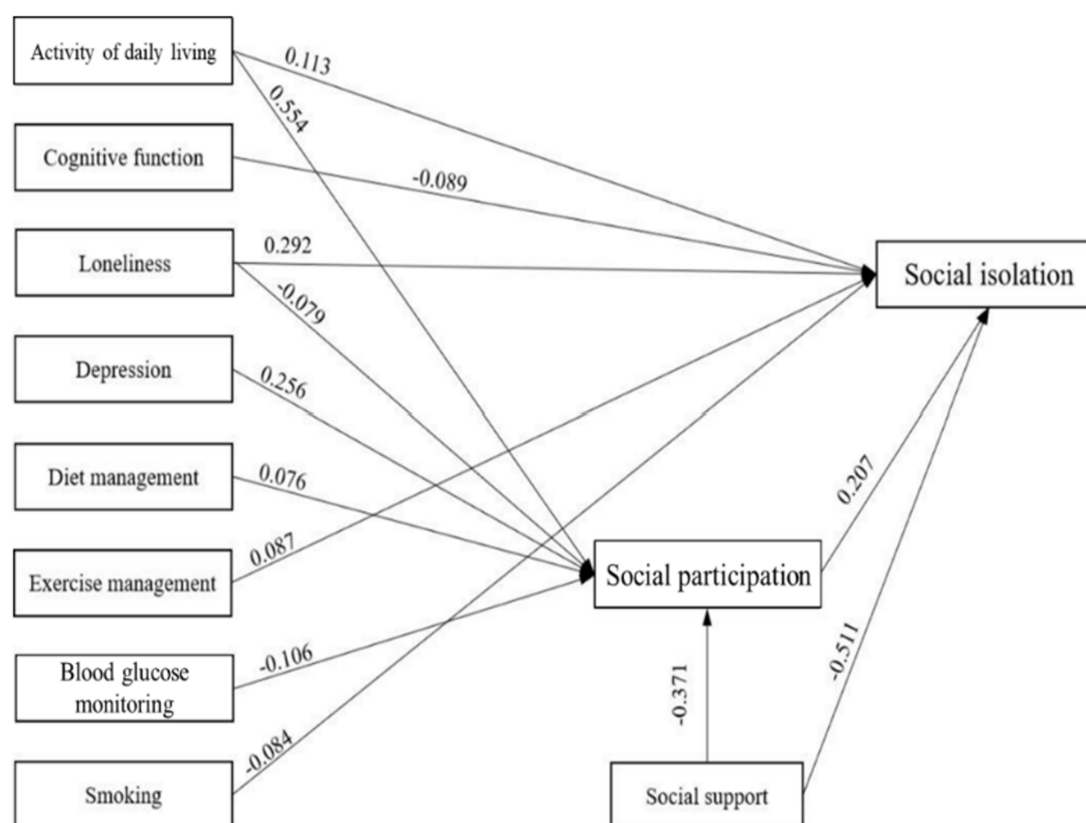 Activity of daily living
0.113
0.554
Cognitive function
-0.089
Loneliness
0.292
-0.079
Social isolation
Depression
0.256
Diet management
0.076
0.207
Exercise management
0.087
Social participation
Blood glucose
monitoring
-0.106
-0.371
-0.511
Smoking
-0.084
Social support